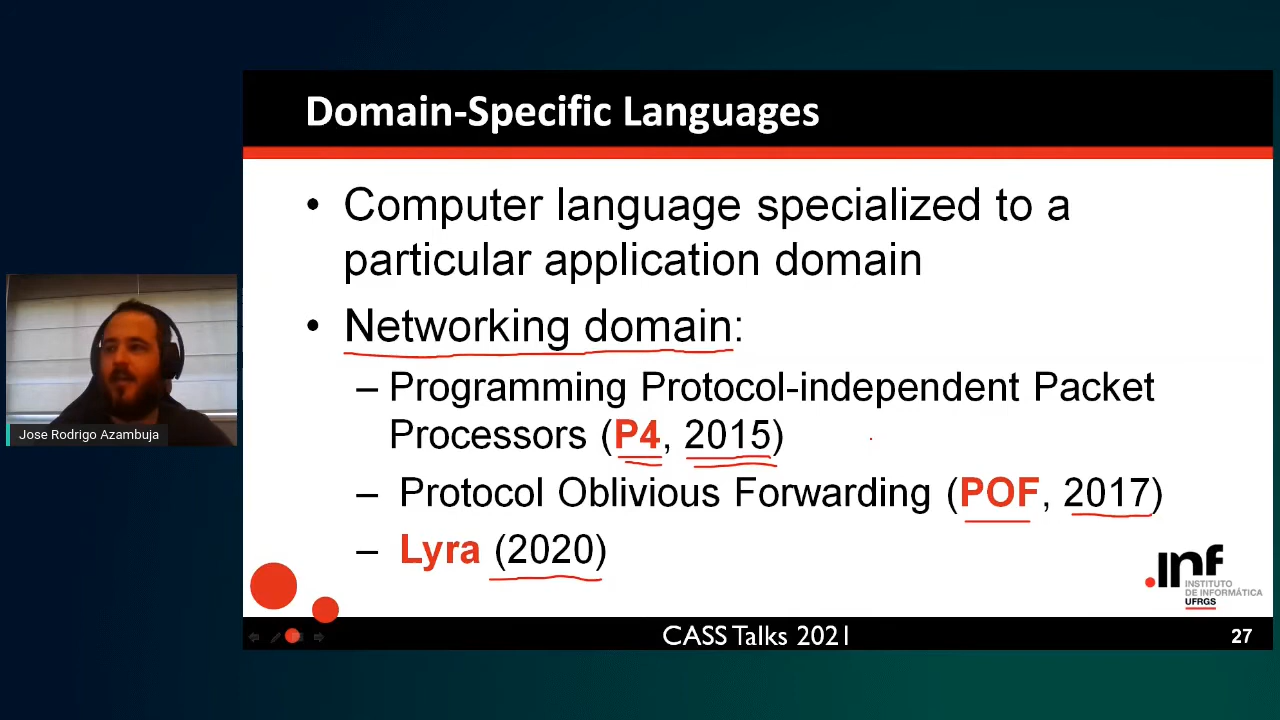 Domain-Specific Languages
• Computer language specialized to a
particular application domain
• Networking domain:
– Programming Protocol-independent Packet
Processors (P4, 2015)
– Protocol Oblivious Forwarding (POF, 2017)
– Lyra (2020)
Jose Rodrigo Azambuja
.inf
INSTITUTO
DE INFORMÁTICA
UFRGS
CASS Talks 2021
27